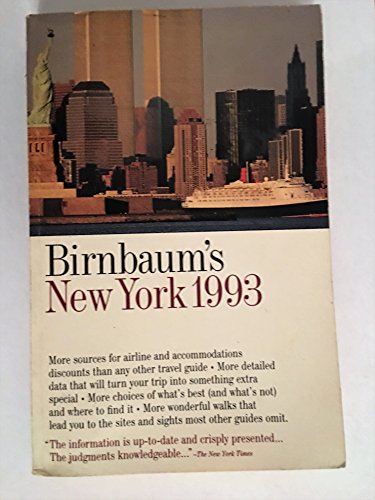 Birnbaum's
New York 1993
More sources for airline and accommodations
discounts than any other travel guide • More detailed
data that will turn your trip into something extra
special • More choices of what's best (and what's not)
and where to find it • More wonderful walks that
lead you to the sites and sights most other guides omit.
"The information is up-to-date and crisply presented...
The judgments knowledgeable..." –The New York Times